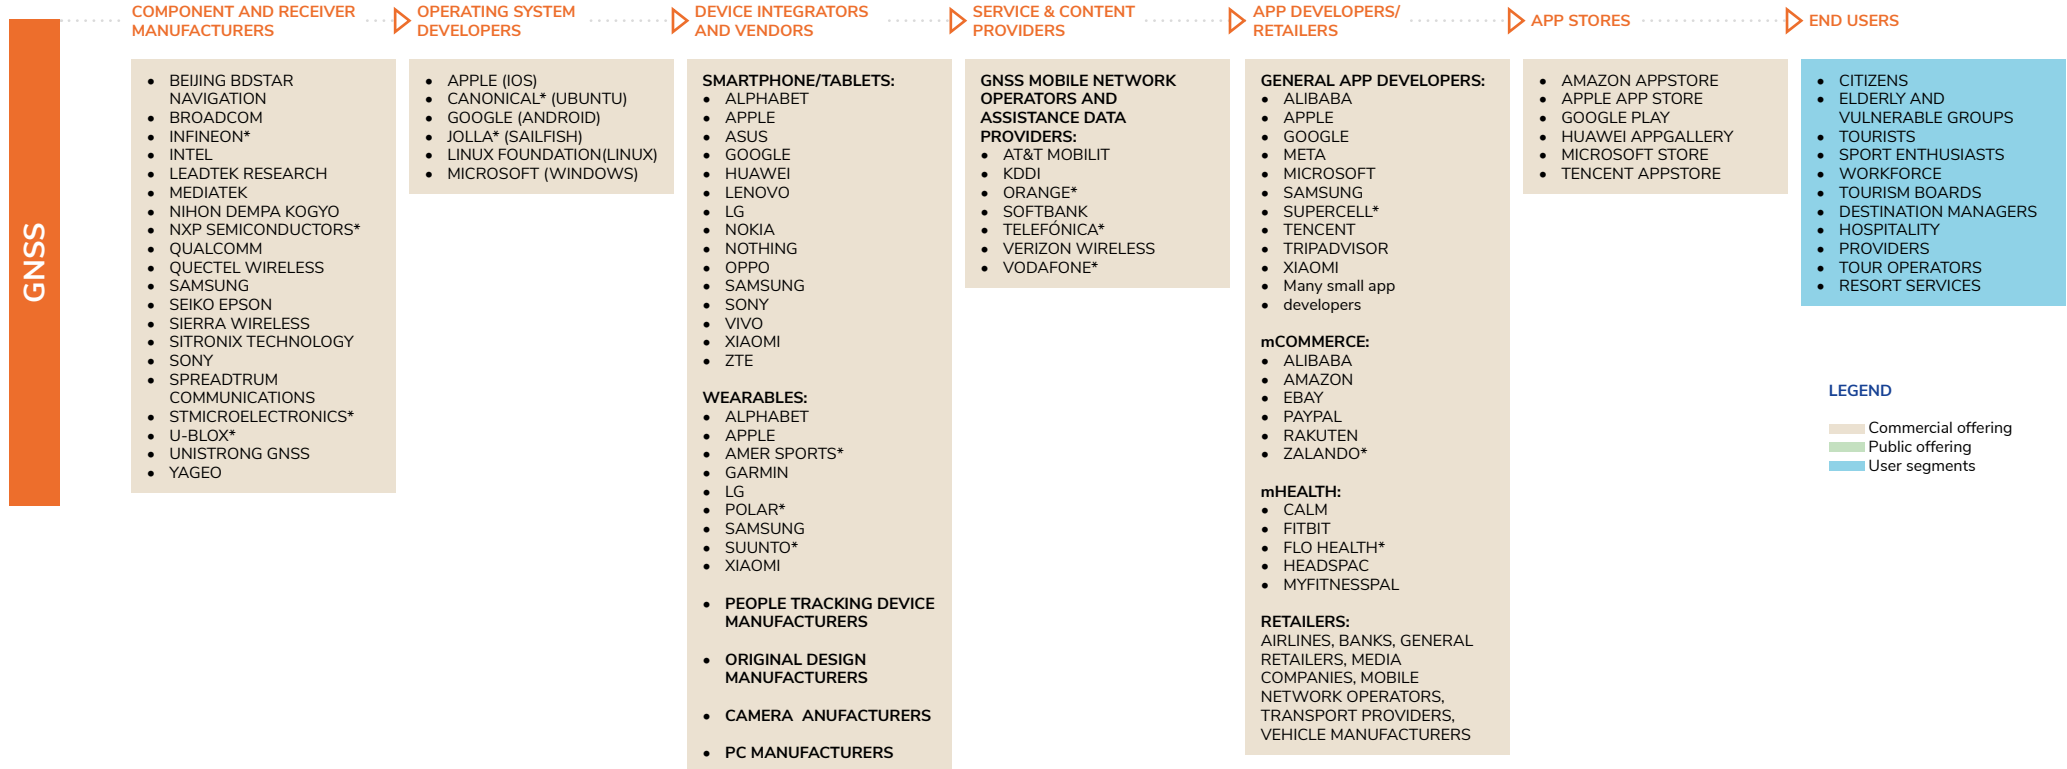 GNSS
COMPONENT AND RECEIVER
MANUFACTURERS
• BEIJING BDSTAR
NAVIGATION
• BROADCOM
• INFINEON*
• INTEL
• LEADTEK RESEARCH
• MEDIATEK
• NIHON DEMPA KOGYO
• NXP SEMICONDUCTORS*
• QUALCOMM
• QUECTEL WIRELESS
• SAMSUNG
• SEIKO EPSON
• SIERRA WIRELESS
• SITRONIX TECHNOLOGY
• SONY
• SPREADTRUM
COMMUNICATIONS
• STMICROELECTRONICS*
• U-BLOX*
• UNISTRONG GNSS
• YAGEO
OPERATING SYSTEM
DEVELOPERS
• APPLE (IOS)
• CANONICAL* (UBUNTU)
• GOOGLE (ANDROID)
• JOLLA* (SAILFISH)
• LINUX FOUNDATION(LINUX)
• MICROSOFT (WINDOWS)
DEVICE INTEGRATORS
AND VENDORS
SMARTPHONE/TABLETS:
• ALPHABET
• APPLE
• ASUS
• GOOGLE
• HUAWEI
• LENOVO
• LG
• NOKIA
• NOTHING
• OPPO
• SAMSUNG
• SONY
• VIVO
• XIAOMI
• ZTE
WEARABLES:
• ALPHABET
• APPLE
• AMER SPORTS*
• GARMIN
• LG
• POLAR*
• SAMSUNG
• SUUNTO*
• XIAOMI
• PEOPLE TRACKING DEVICE
MANUFACTURERS
• ORIGINAL DESIGN
MANUFACTURERS
• CAMERA ANUFACTURERS
• PC MANUFACTURERS
SERVICE & CONTENT
PROVIDERS
GNSS MOBILE NETWORK
OPERATORS AND
ASSISTANCE DATA
PROVIDERS:
• AT&T MOBILIT
• KDDI
• ORANGE*
• SOFTBANK
• TELEFÓNICA*
• VERIZON WIRELESS
• VODAFONE*
APP DEVELOPERS/
RETAILERS
GENERAL APP DEVELOPERS:
• ALIBABA
• APPLE
• GOOGLE
• META
• MICROSOFT
• SAMSUNG
• SUPERCELL*
• TENCENT
• TRIPADVISOR
• XIAOMI
• Many small app
• developers
mCOMMERCE:
• ALIBABA
• AMAZON
• EBAY
• PAYPAL
• RAKUTEN
• ZALANDO*
mHEALTH:
• CALM
• FITBIT
• FLO HEALTH*
• HEADSPAC
• MYFITNESSPAL
RETAILERS:
AIRLINES, BANKS, GENERAL
RETAILERS, MEDIA
COMPANIES, MOBILE
NETWORK OPERATORS,
TRANSPORT PROVIDERS,
VEHICLE MANUFACTURERS
APP STORES
• AMAZON APPSTORE
• APPLE APP STORE
• GOOGLE PLAY
• HUAWEI APPGALLERY
• MICROSOFT STORE
• TENCENT APPSTORE
END USERS
• CITIZENS
• ELDERLY AND
VULNERABLE GROUPS
• TOURISTS
• SPORT ENTHUSIASTS
• WORKFORCE
• TOURISM BOARDS
• DESTINATION MANAGERS
• HOSPITALITY
• PROVIDERS
• TOUR OPERATORS
• RESORT SERVICES
LEGEND
Commercial offering
Public offering
User segments